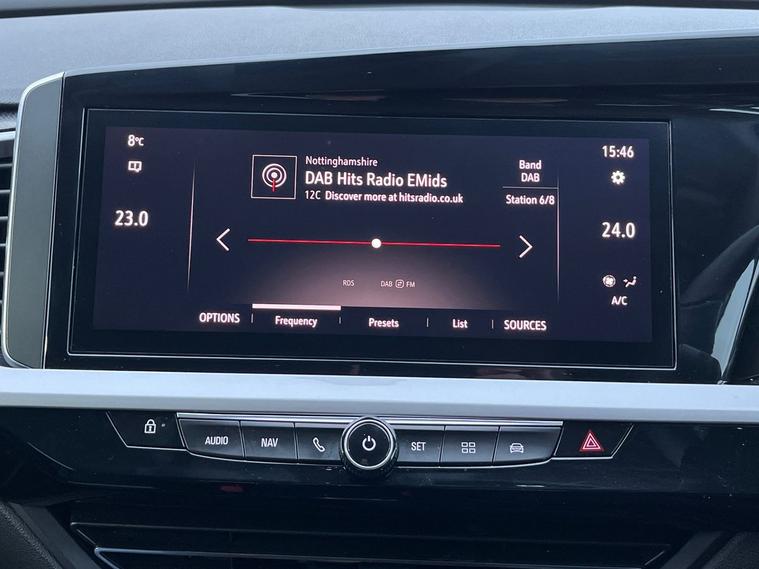 8°C
23.0
Nottinghamshire
DAB Hits Radio EMids
12C Discover more at hitsradio.co.uk
Band
DAB
Station 6/8
15:46
24.0
A/C
RDS
DAB FM
OPTIONS
Frequency
Presets
List
SOURCES
AUDIO
NAV
SET